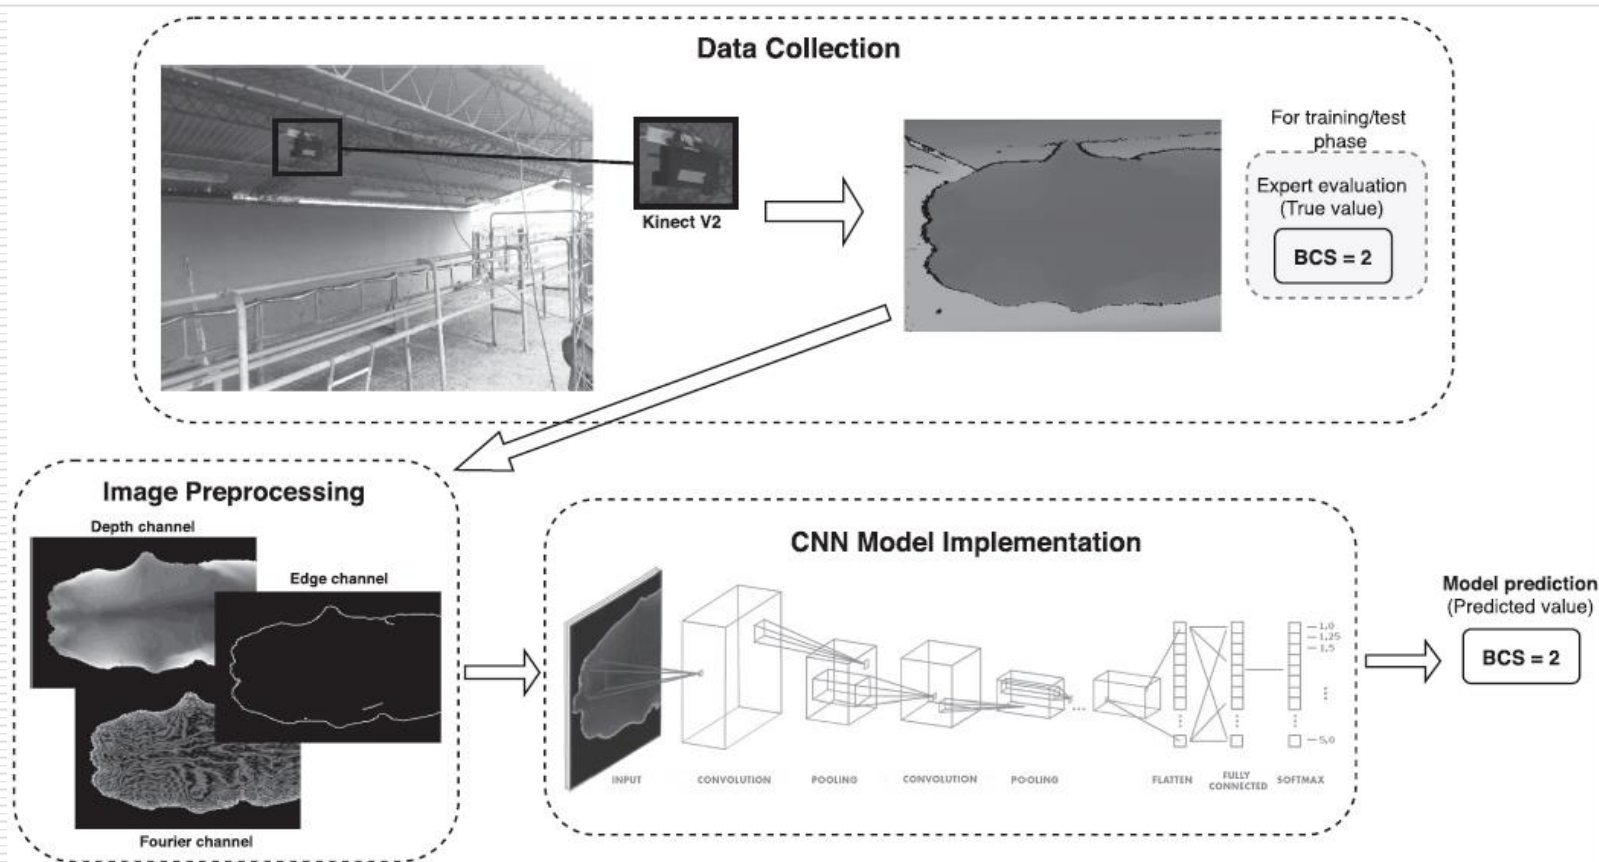 Data Collection
Kinect V2
For training/test
phase
Expert evaluation
(True value)
BCS = 2
Image Preprocessing
Depth channel
Edge channel
Fourier channel
CNN Model Implementation
INPUT
CONVOLUTION
POOLING
CONVOLUTION
POOLING
...
FLATTEN
FULLY
CONNECTED
SOFTMAX
1,0
1,25
1,5
5,0
Model prediction
(Predicted value)
BCS = 2